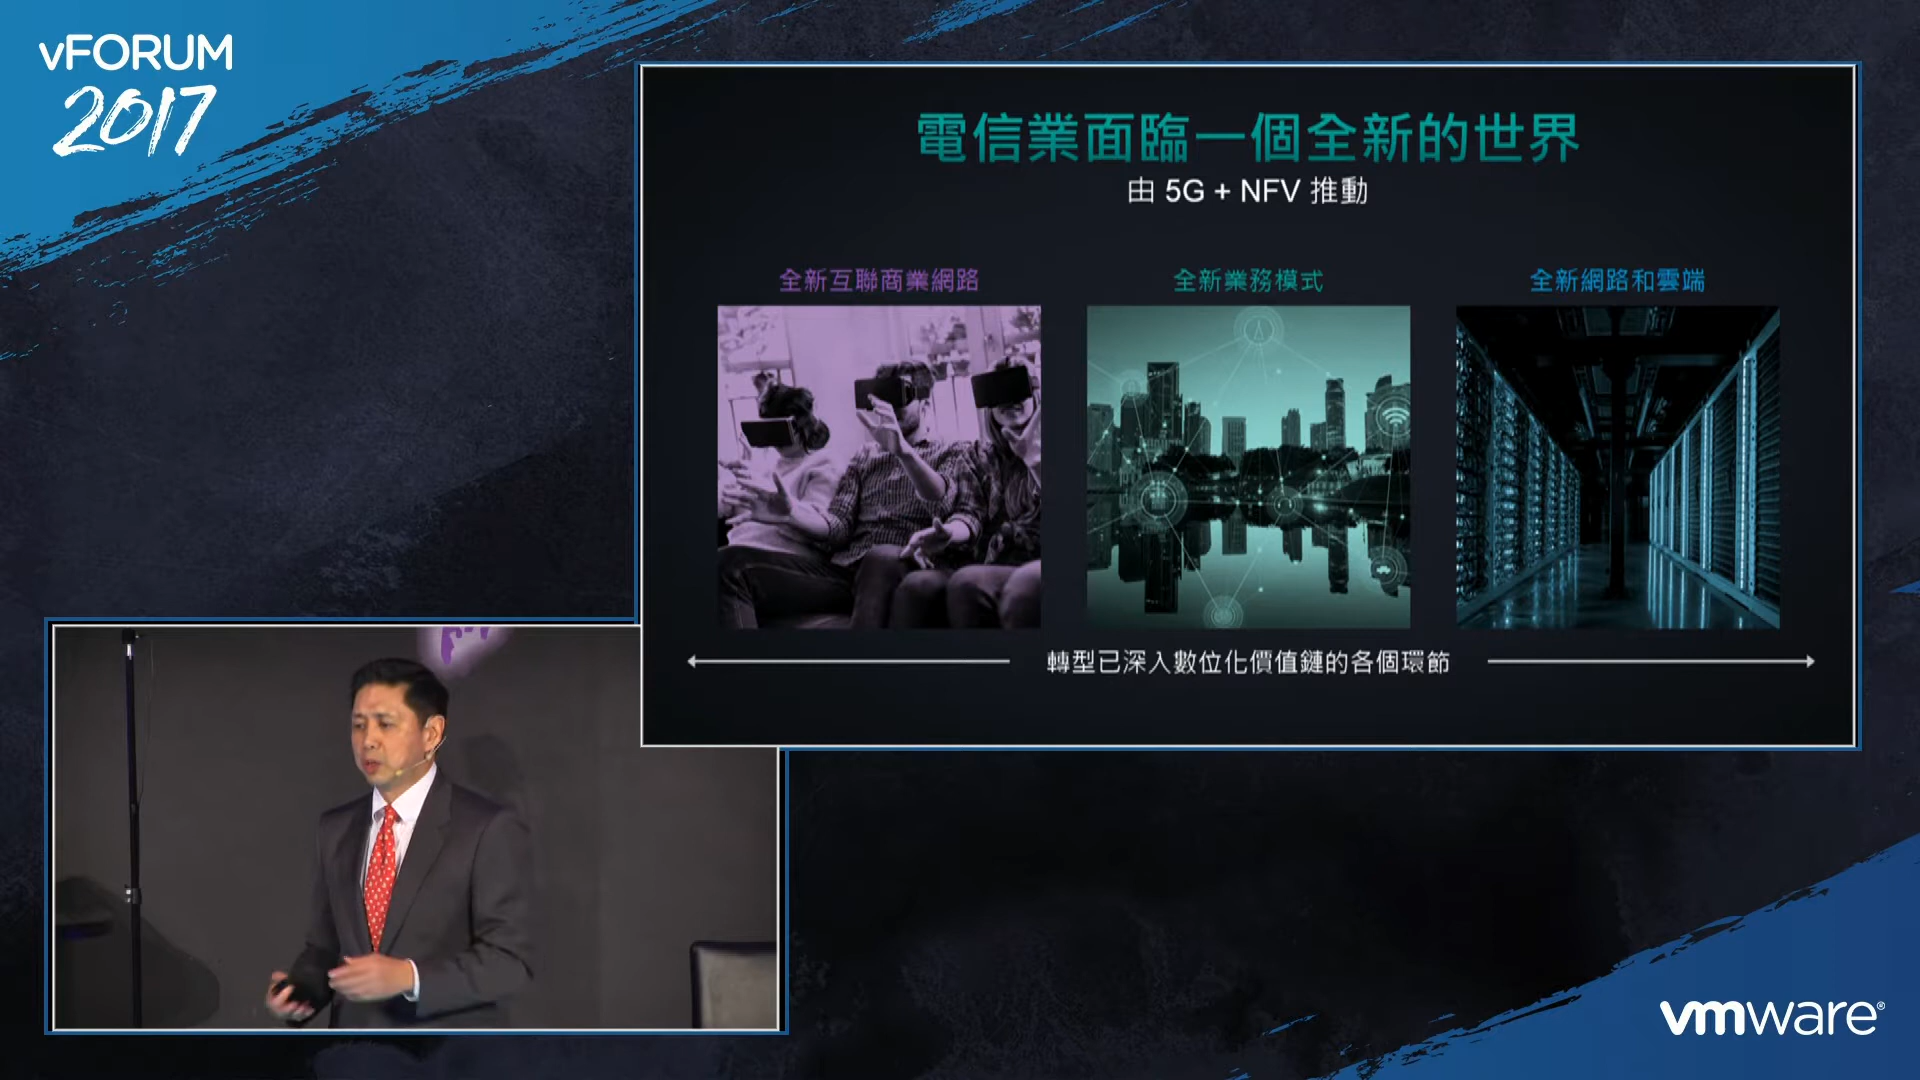 vFORUM
2017
電信業面臨一個全新的世界
由 5G + NFV 推動
全新互聯商業網路
全新業務模式
全新網路和雲端
轉型已深入數位化價值鏈的各個環節
vmware®